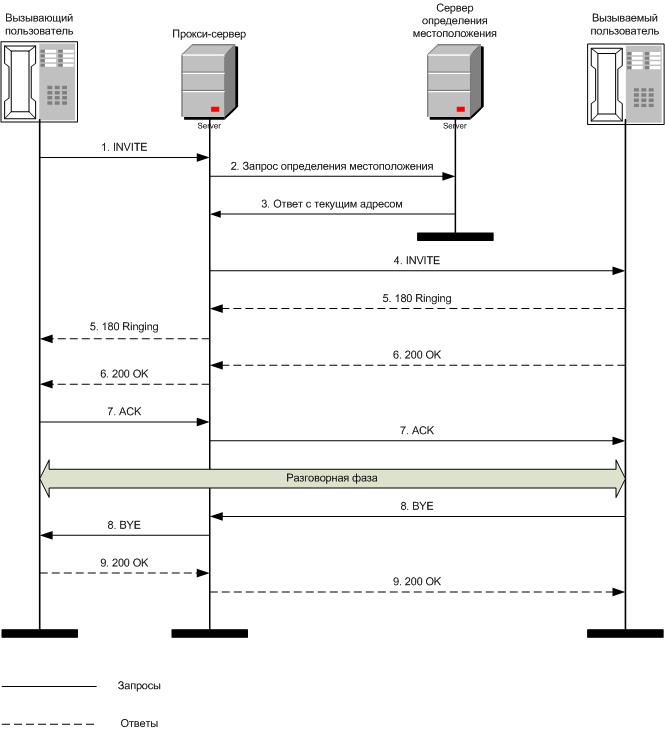 Вызывающий
пользователь
Прокси-сервер
Сервер
определения
местоположения
Вызываемый
пользователь
Server
Server
1. INVITE
2. Запрос определения местоположения
3. Ответ с текущим адресом
4. INVITE
5. 180 Ringing
5. 180 Ringing
6. 200 OK
6. 200 OK
7. ACK
7. ACK
Разговорная фаза
8. BYE
8. BYE
9. 200 OK
9. 200 OK
Запросы
Ответы